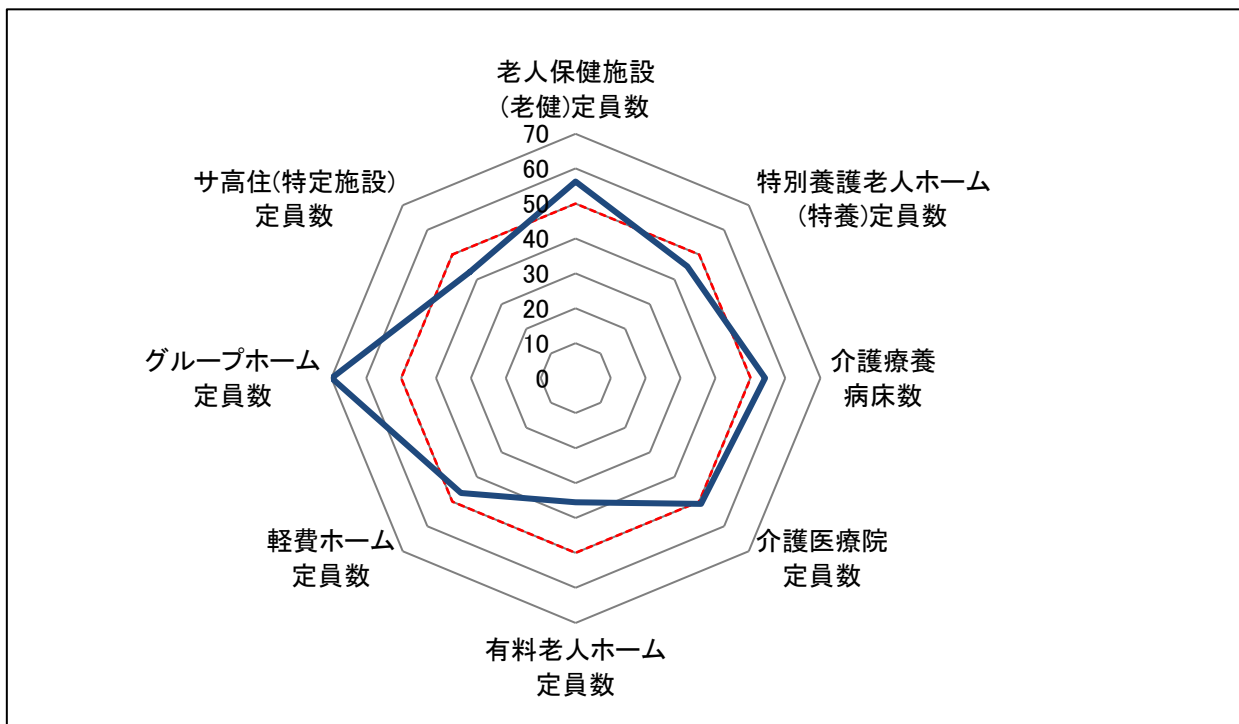 老人保健施設
(老健)定員数
特別養護老人ホーム
(特養)定員数
介護療養
病床数
介護医療院
定員数
有料老人ホーム
定員数
軽費ホーム
定員数
グループホーム
定員数
サ高住(特定施設)
定員数
70
60
50
40
30
20
10
0